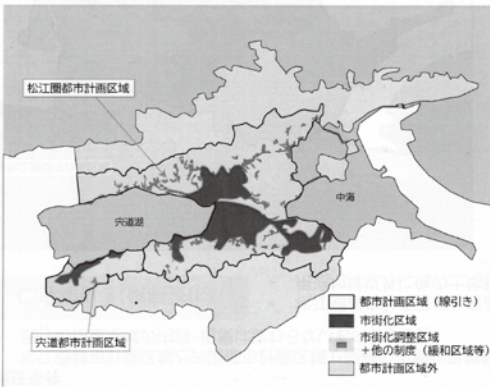 松江圏都市計画区域
宍道湖
中海
宍道都市計画区域
都市計画区域（線引き）
市街化区域
市街化調整区域
＋他の制度（緩和区域等）
都市計画区域外